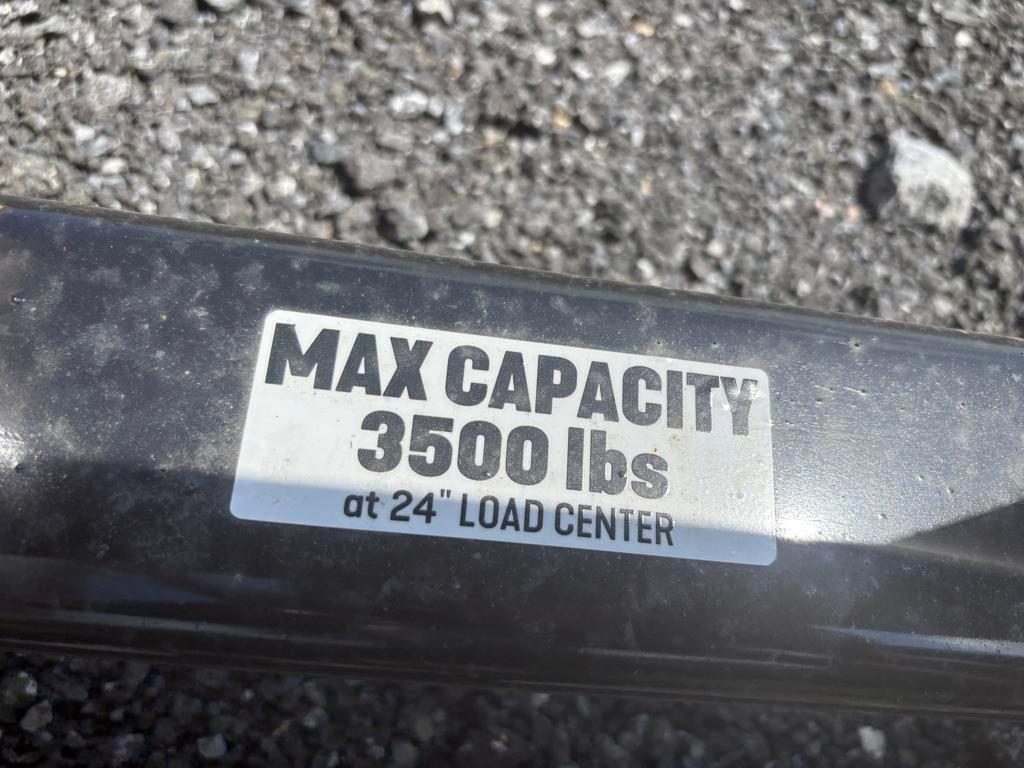 MAX CAPACITY
3500 lbs
at 24" LOAD CENTER